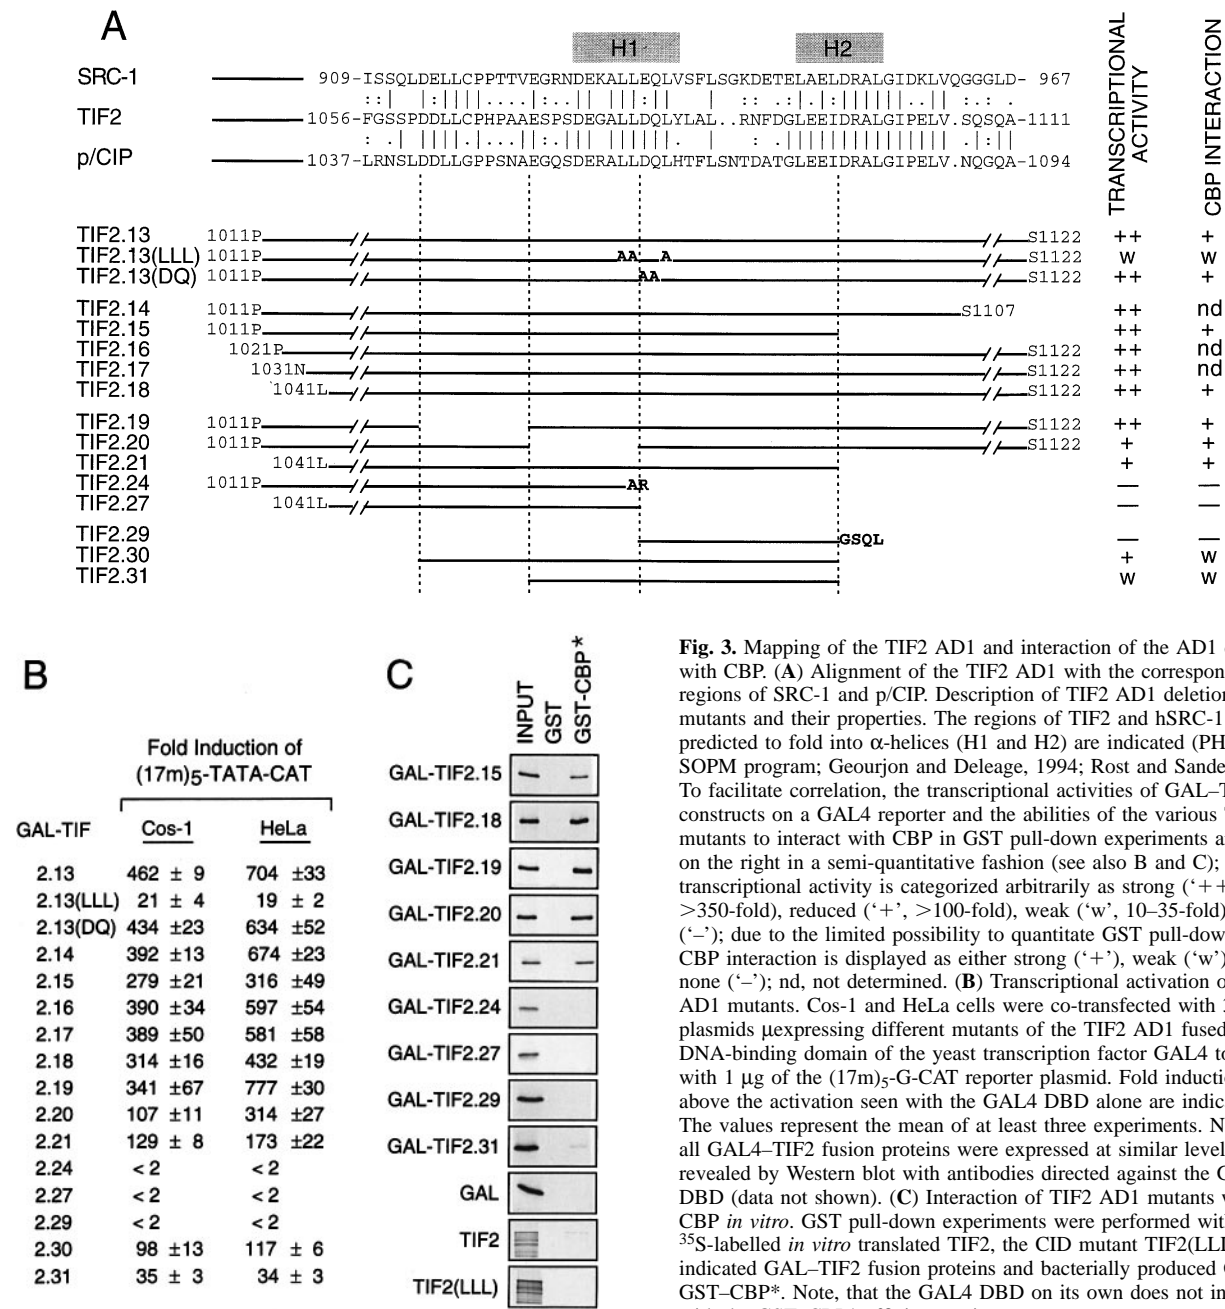 A
H1 H2
TRANSCRIPTIONAL ACTIVITY
CBP INTERACTION
SRC-1 909-ISSQLDELLCPPTTVEGRNDEKALLEQLVSFLSGKDETELAELDRALGIDKLVQGGGLD- 967
TIF2 1056-FGSSPDDLLCPHPAAESPSDEGALLDQLYLAL..RNFDGLEEIDRALGIPELV.SQSQA-1111
p/CIP 1037-LRNSLDDLLGPPSNAEGQSDERALLDQLHTFLSNTDATGLEEIDRALGIPELV.NQGQA-1094
TIF2.13 1011P S1122 ++ +
TIF2.13(LLL) 1011P AA A S1122 w w
TIF2.13(DQ) 1011P AA S1122 ++ +
TIF2.14 1011P S1107 ++ nd
TIF2.15 1011P ++ +
TIF2.16 1021P S1122 ++ nd
TIF2.17 1031N S1122 ++ nd
TIF2.18 1041L S1122 ++ +
TIF2.19 1011P S1122 ++ +
TIF2.20 1011P S1122 + +
TIF2.21 1041L + +
TIF2.24 1011P AR — —
TIF2.27 1041L — —
TIF2.29 GSQL — —
TIF2.30 + w
TIF2.31 w w
B
Fold Induction of
(17m)5-TATA-CAT
GAL-TIF Cos-1 HeLa
2.13 462 ± 9 704 ±33
2.13(LLL) 21 ± 4 19 ± 2
2.13(DQ) 434 ±23 634 ±52
2.14 392 ±13 674 ±23
2.15 279 ±21 316 ±49
2.16 390 ±34 597 ±54
2.17 389 ±50 581 ±58
2.18 314 ±16 432 ±19
2.19 341 ±67 777 ±30
2.20 107 ±11 314 ±27
2.21 129 ± 8 173 ±22
2.24 < 2 < 2
2.27 < 2 < 2
2.29 < 2 < 2
2.30 98 ±13 117 ± 6
2.31 35 ± 3 34 ± 3
C
INPUT
GST
GST-CBP*
GAL-TIF2.15
GAL-TIF2.18
GAL-TIF2.19
GAL-TIF2.20
GAL-TIF2.21
GAL-TIF2.24
GAL-TIF2.27
GAL-TIF2.29
GAL-TIF2.31
GAL
TIF2
TIF2(LLL)
Fig. 3. Mapping of the TIF2 AD1 and interaction of the AD1
with CBP. (A) Alignment of the TIF2 AD1 with the correspon
regions of SRC-1 and p/CIP. Description of TIF2 AD1 deletion
mutants and their properties. The regions of TIF2 and hSRC-1
predicted to fold into α-helices (H1 and H2) are indicated (PH
SOPM program; Geourjon and Deleage, 1994; Rost and Sande
To facilitate correlation, the transcriptional activities of GAL–T
constructs on a GAL4 reporter and the abilities of the various
mutants to interact with CBP in GST pull-down experiments a
on the right in a semi-quantitative fashion (see also B and C);
transcriptional activity is categorized arbitrarily as strong (‘++
>350-fold), reduced (‘+’, >100-fold), weak (‘w’, 10–35-fold)
(‘–’); due to the limited possibility to quantitate GST pull-dow
CBP interaction is displayed as either strong (‘+’), weak (‘w’)
none (‘–’); nd, not determined. (B) Transcriptional activation o
AD1 mutants. Cos-1 and HeLa cells were co-transfected with
plasmids μexpressing different mutants of the TIF2 AD1 fused
DNA-binding domain of the yeast transcription factor GAL4 to
with 1 μg of the (17m)5-G-CAT reporter plasmid. Fold inductio
above the activation seen with the GAL4 DBD alone are indic
The values represent the mean of at least three experiments. N
all GAL4–TIF2 fusion proteins were expressed at similar level
revealed by Western blot with antibodies directed against the G
DBD (data not shown). (C) Interaction of TIF2 AD1 mutants w
CBP in vitro. GST pull-down experiments were performed wit
35S-labelled in vitro translated TIF2, the CID mutant TIF2(LLL
indicated GAL–TIF2 fusion proteins and bacterially produced
GST–CBP*. Note, that the GAL4 DBD on its own does not in